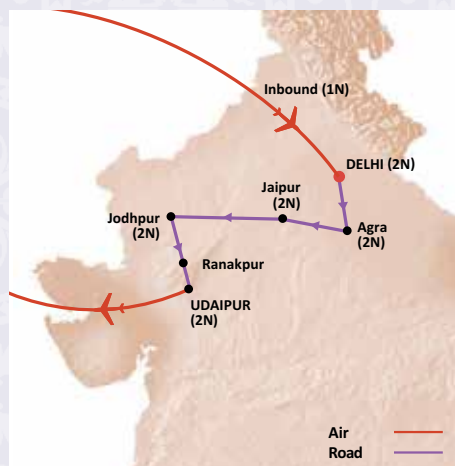 Inbound (1N)
DELHI (2N)
Jaipur
(2N)
Jodhpur
(2N)
Agra
(2N)
Ranakpur
UDAIPUR
(2N)
Air
Road